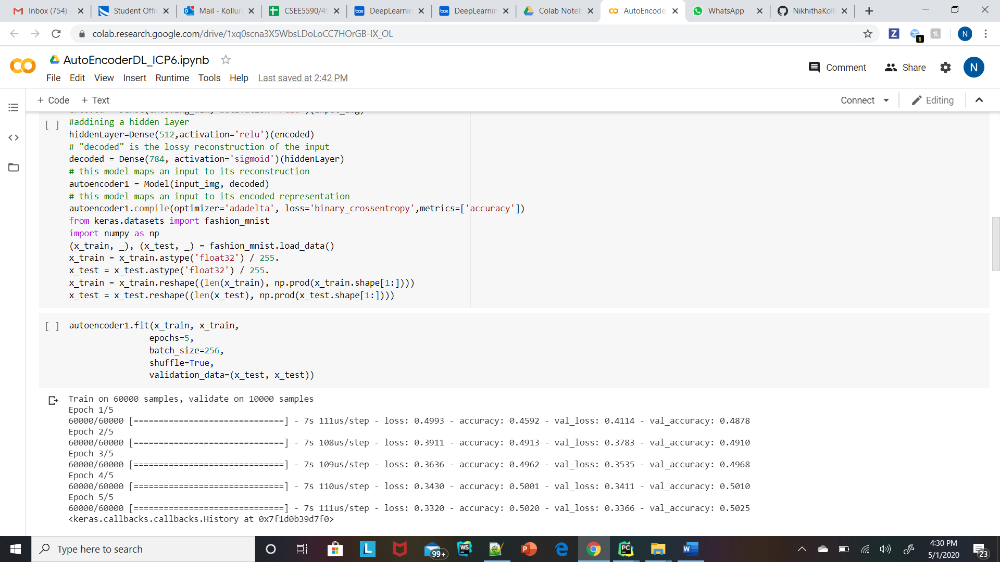 Inbox (754) -
Student Offic
Mail - Kolluri
CSEE5590/49
DeepLearnin
DeepLearnin
Colab Noteb
AutoEncode
WhatsApp
NikhithaKoll
colab.research.google.com/drive/1xq0scna3X5WbsLDoLoCC7HOrGB-IX_OL
AutoEncoderDL_ICP6.ipynb
Comment
Share
N
File Edit View Insert Runtime Tools Help Last saved at 2:42 PM
+ Code + Text
Connect
Editing
[ ]
#addining a hidden layer
hiddenLayer=Dense(512,activation='relu')(encoded)
# "decoded" is the lossy reconstruction of the input
decoded = Dense(784, activation='sigmoid')(hiddenLayer)
# this model maps an input to its reconstruction
autoencoder1 = Model(input_img, decoded)
# this model maps an input to its encoded representation
autoencoder1.compile(optimizer='adadelta', loss='binary_crossentropy',metrics=['accuracy'])
from keras.datasets import fashion_mnist
import numpy as np
(x_train, _), (x_test, _) = fashion_mnist.load_data()
x_train = x_train.astype('float32') / 255.
x_test = x_test.astype('float32') / 255.
x_train = x_train.reshape((len(x_train), np.prod(x_train.shape[1:])))
x_test = x_test.reshape((len(x_test), np.prod(x_test.shape[1:])))
[ ] autoencoder1.fit(x_train, x_train,
epochs=5,
batch_size=256,
shuffle=True,
validation_data=(x_test, x_test))
Train on 60000 samples, validate on 10000 samples
Epoch 1/5
60000/60000 [==============================] - 7s 111us/step - loss: 0.4993 - accuracy: 0.4592 - val_loss: 0.4114 - val_accuracy: 0.4878
Epoch 2/5
60000/60000 [==============================] - 7s 108us/step - loss: 0.3911 - accuracy: 0.4913 - val_loss: 0.3783 - val_accuracy: 0.4910
Epoch 3/5
60000/60000 [==============================] - 7s 109us/step - loss: 0.3636 - accuracy: 0.4962 - val_loss: 0.3535 - val_accuracy: 0.4968
Epoch 4/5
60000/60000 [==============================] - 7s 110us/step - loss: 0.3430 - accuracy: 0.5001 - val_loss: 0.3411 - val_accuracy: 0.5010
Epoch 5/5
60000/60000 [==============================] - 7s 111us/step - loss: 0.3320 - accuracy: 0.5020 - val_loss: 0.3366 - val_accuracy: 0.5025
<keras.callbacks.callbacks.History at 0x7f1d0b39d7f0>
Type here to search
99+
4:30 PM
5/1/2020
23